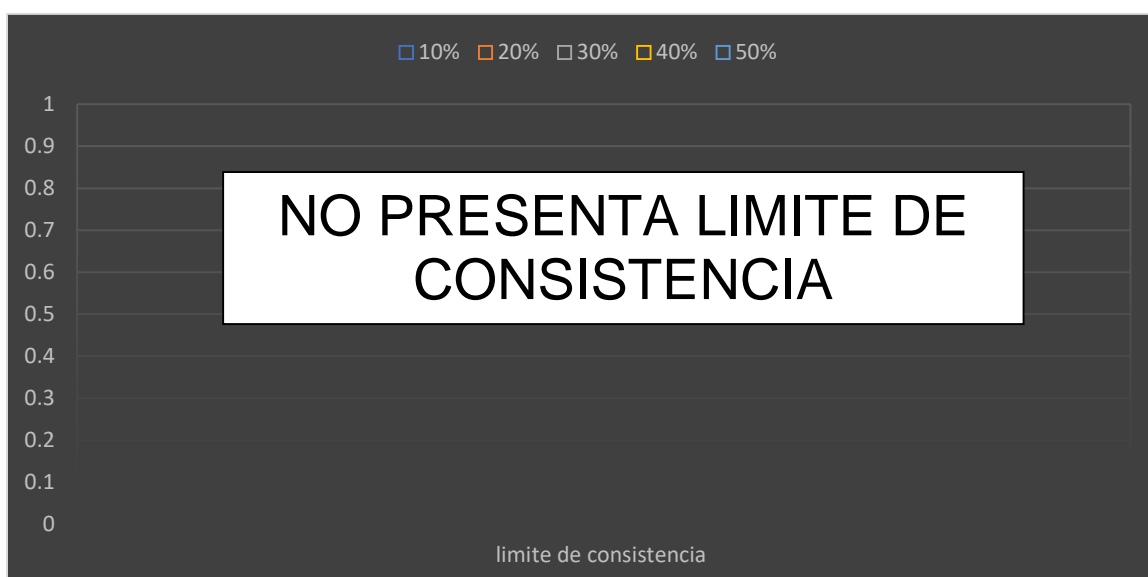 10% 20% 30% 40% 50%
1
0.9
0.8
0.7
0.6
0.5
0.4
0.3
0.2
0.1
0
NO PRESENTA LIMITE DE
CONSISTENCIA
limite de consistencia